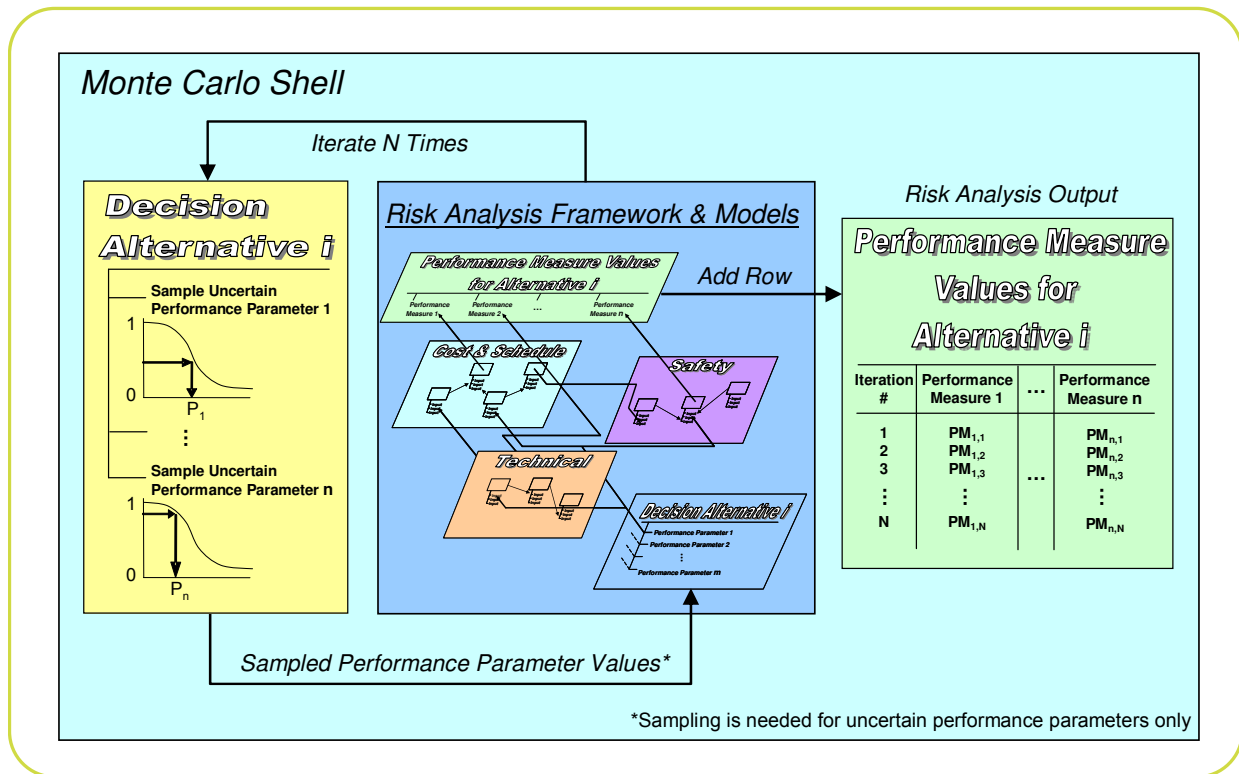 Monte Carlo Shell
Iterate N Times
Decision
Alternative i
Sample Uncertain
Performance Parameter 1
1
0
P1
⋮
Sample Uncertain
Performance Parameter n
1
0
Pn
Risk Analysis Framework & Models
Performance Measure Values
for Alternative i
Performance
Measure 1
Performance
Measure 2
...
Performance
Measure n
Cost & Schedule
Safety
Technical
Decision Alternative i
Performance Parameter 1
Performance Parameter 2
⋮
Performance Parameter m
Add Row
Risk Analysis Output
Performance Measure
Values for
Alternative i
Iteration # Performance Measure 1 ... Performance Measure n
1 PM1,1 PMn,1
2 PM1,2 PMn,2
3 PM1,3 ... PMn,3
⋮ ⋮ ⋮
N PM1,N PMn,N
Sampled Performance Parameter Values*
*Sampling is needed for uncertain performance parameters only